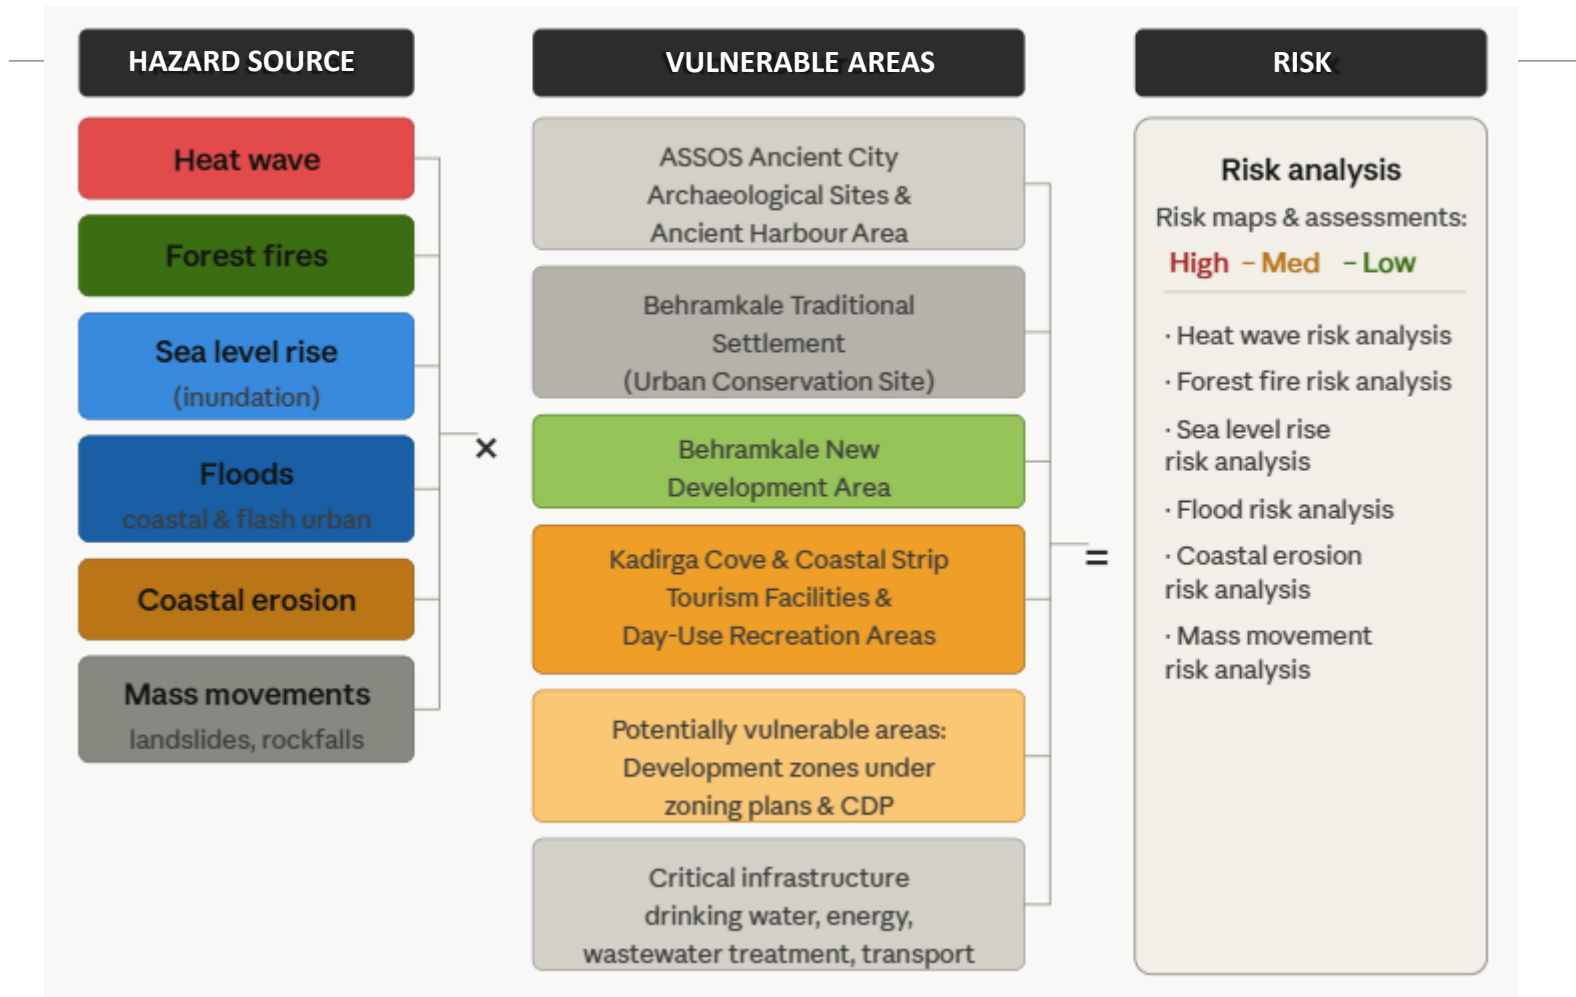 HAZARD SOURCE
Heat wave
Forest fires
Sea level rise
(inundation)
Floods
coastal & flash urban
Coastal erosion
Mass movements
landslides, rockfalls
×
VULNERABLE AREAS
ASSOS Ancient City
Archaeological Sites &
Ancient Harbour Area
Behramkale Traditional
Settlement
(Urban Conservation Site)
Behramkale New
Development Area
Kadirga Cove & Coastal Strip
Tourism Facilities &
Day-Use Recreation Areas
Potentially vulnerable areas:
Development zones under
zoning plans & CDP
Critical infrastructure
drinking water, energy,
wastewater treatment, transport
=
RISK
Risk analysis
Risk maps & assessments:
High – Med – Low
· Heat wave risk analysis
· Forest fire risk analysis
· Sea level rise
risk analysis
· Flood risk analysis
· Coastal erosion
risk analysis
· Mass movement
risk analysis